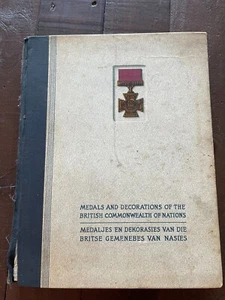 MEDALS AND DECORATIONS OF THE
BRITISH COMMONWEALTH OF NATIONS
MEDALJES EN DEKORASIES VAN DIE
BRITSE GEMENEBES VAN NASIES